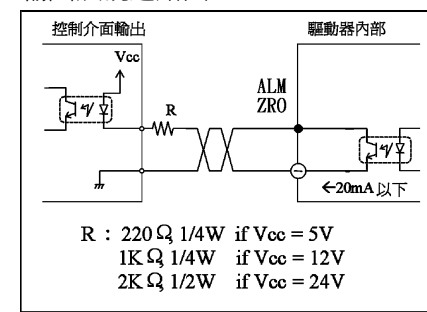 控制介面輸出
驅動器內部
Vcc
R
ALM
ZRO
←20mA 以下
R : 220 Ω, 1/4W if Vcc = 5V
1K Ω, 1/4W if Vcc = 12V
2K Ω, 1/2W if Vcc = 24V